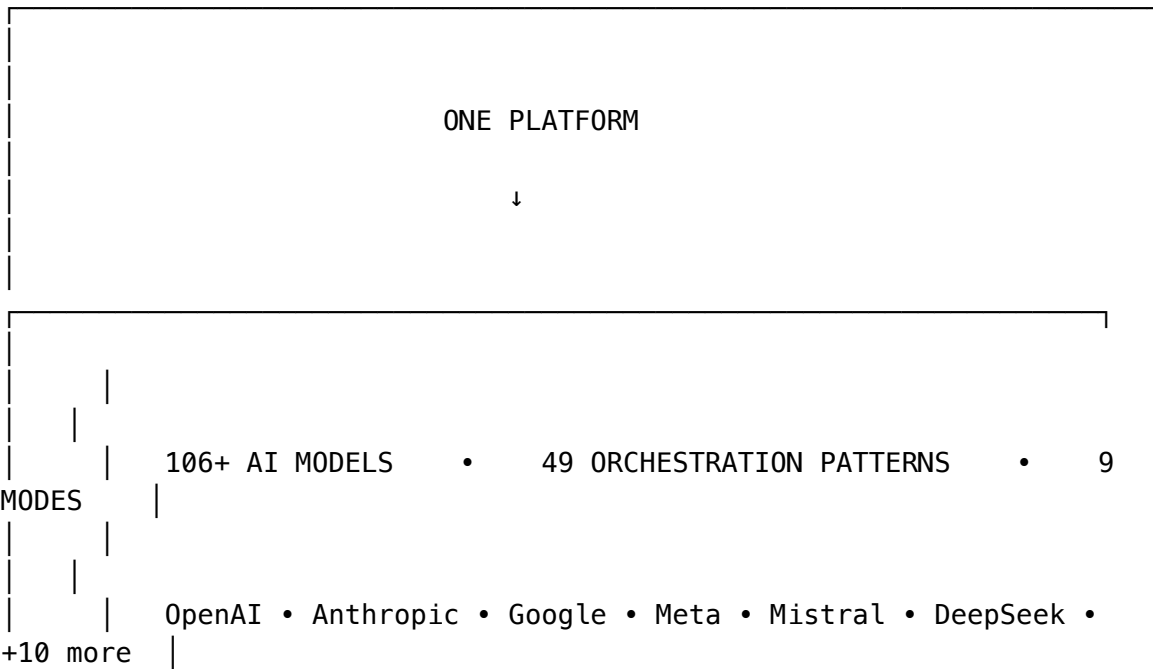 ONE PLATFORM
↓
106+ AI MODELS • 49 ORCHESTRATION PATTERNS • 9
MODES
OpenAI • Anthropic • Google • Meta • Mistral • DeepSeek •
+10 more